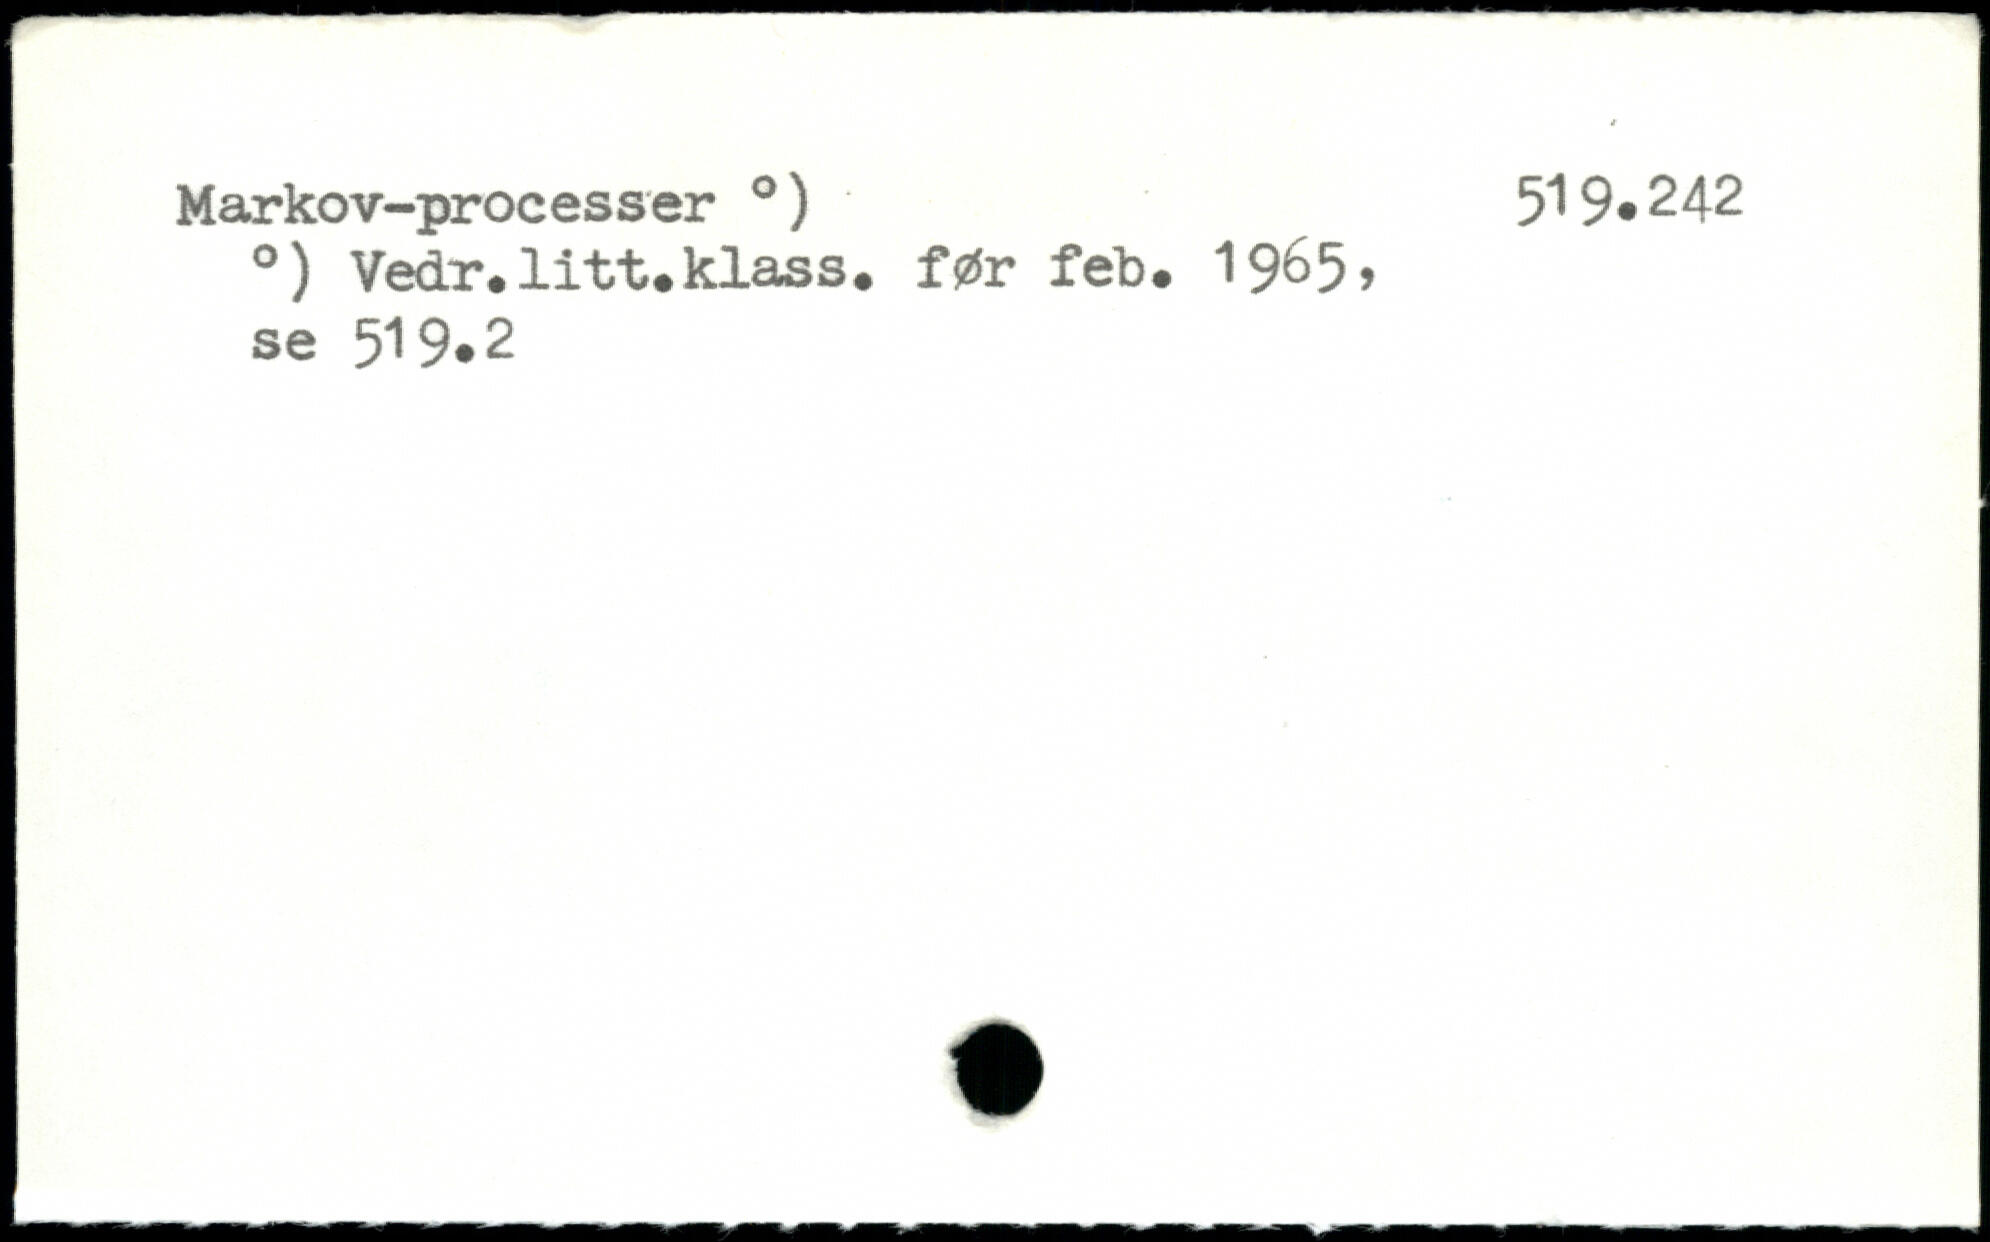 Markov-processer °) 519.242
°) Vedr.litt.klass. før feb. 1965,
se 519.2